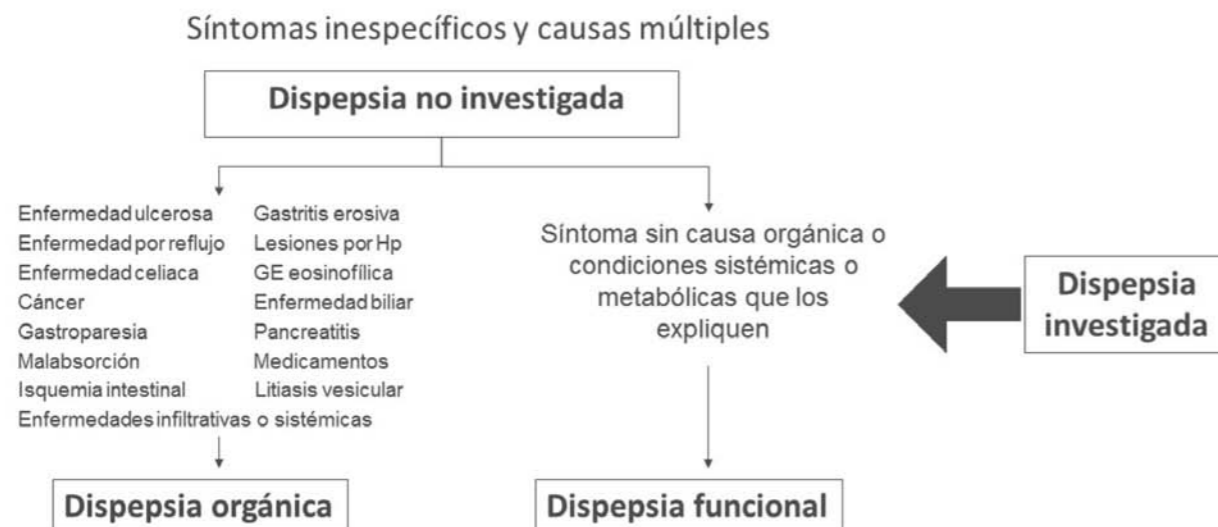 Síntomas inespecíficos y causas múltiples
Dispepsia no investigada
Enfermedad ulcerosa
Enfermedad por reflujo
Enfermedad celiaca
Cáncer
Gastroparesia
Malabsorción
Isquemia intestinal
Enfermedades infiltrativas o sistémicas
Gastritis erosiva
Lesiones por Hp
GE eosinofílica
Enfermedad biliar
Pancreatitis
Medicamentos
Litiasis vesicular
Síntoma sin causa orgánica o
condiciones sistémicas o
metabólicas que los
expliquen
Dispepsia
investigada
Dispepsia orgánica
Dispepsia funcional